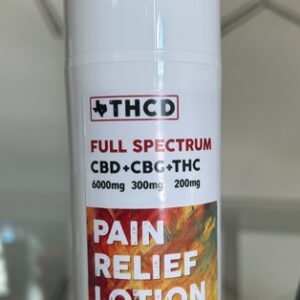 THCD
FULL SPECTRUM
CBD+CBG+THC
6000mg 300mg 200mg
PAIN
RELIEF
LOTION